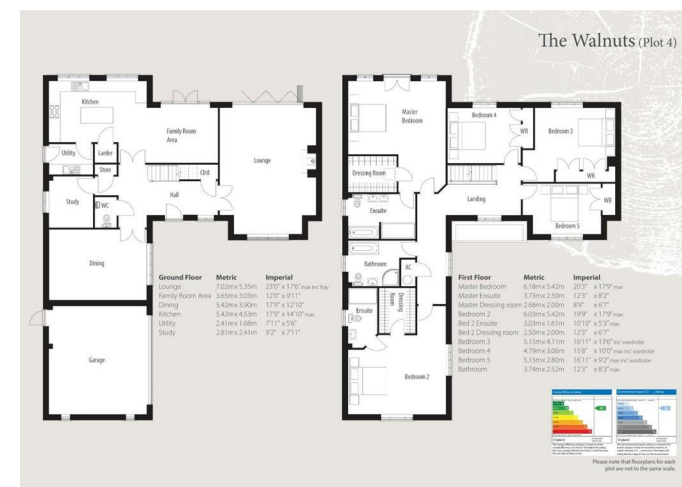 The Walnuts (Plot 4)
Kitchen
Family Room
Area
Lounge
Utility
Larder
Store
Cb'd
Study
WC
Hall
Dining
Garage
Master
Bedroom
Bedroom 4
WR
Bedroom 3
WR
Dressing Room
Ensuite
Landing
WR
Bedroom 5
Bathroom
AC
Ensuite
Dressing
Room
Bedroom 2
Ground Floor Metric Imperial
Lounge 7.02m x 5.35m 23'0" x 17'6" max inc bay
Family Room Area 3.65m x 3.03m 12'0" x 9'11"
Dining 5.42m x 3.90m 17'9" x 12'10"
Kitchen 5.42m x 4.53m 17'9" x 14'10" max
Utility 2.41m x 1.68m 7'11" x 5'6"
Study 2.81m x 2.41m 9'2" x 7'11"
First Floor Metric Imperial
Master Bedroom 6.18m x 5.42m 20'3" x 17'9" max
Master Ensuite 3.73m x 2.50m 12'3" x 8'2"
Master Dressing room 2.68m x 2.00m 8'9" x 6'7"
Bedroom 2 6.03m x 5.42m 19'9" x 17'9" max
Bed 2 Ensuite 3.03m x 1.61m 10'10" x 5'3" max
Bed 2 Dressing room 2.50m x 2.00m 12'3" x 6'7"
Bedroom 3 5.15m x 4.11m 16'11" x 13'6" inc' wardrobe
Bedroom 4 4.79m x 3.06m 15'8" x 10'0" max inc' wardrobe
Bedroom 5 5.15m x 2.80m 16'11" x 9'2" max inc' wardrobe
Bathroom 3.74m x 2.52m 12'3" x 8'3" max
England
England
Please note that floorplans for each
plot are not to the same scale.